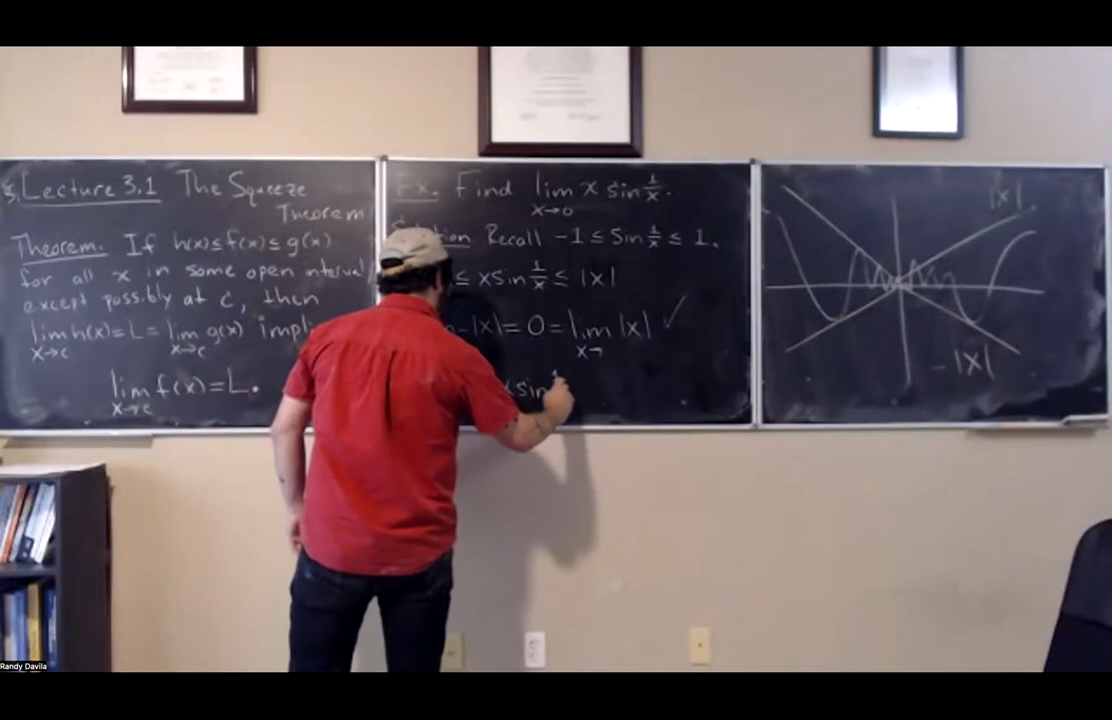 Lecture 3.1 The Squeeze
Theorem
Theorem. If h(x) ≤ f(x) ≤ g(x)
for all x in some open interval
except possibly at c, then
lim h(x) = L = lim g(x) impli
x→c x→c
lim f(x) = L.
x→c
Ex. Find lim x sin 1/x.
x→0
Recall -1 ≤ Sin 1/x ≤ 1.
≤ x sin 1/x ≤ |x|
-|x| = 0 = lim |x| ✓
x→
x sin
|x|
-|x|
Randy Davila